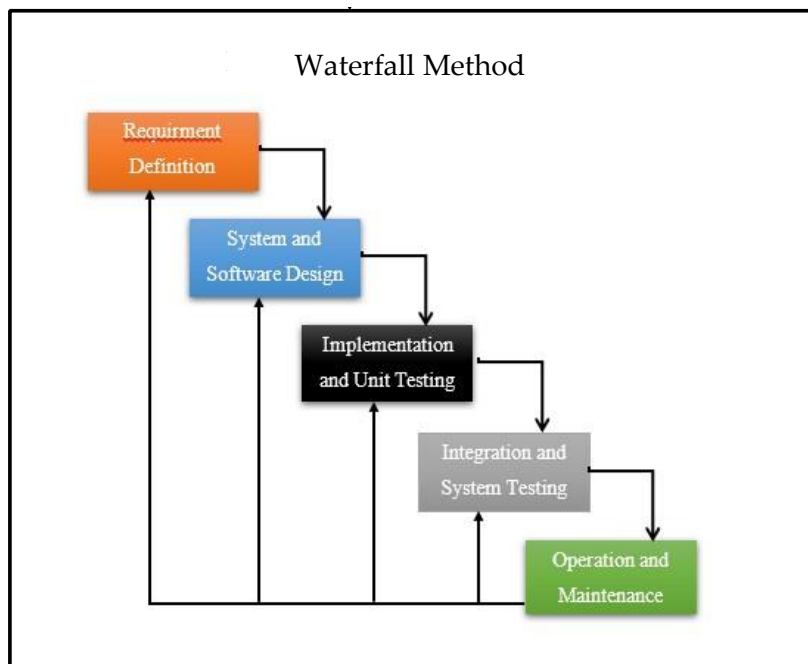 Waterfall Method
Requirment
Definition
System and
Software Design
Implementation
and Unit Testing
Integration and
System Testing
Operation and
Maintenance